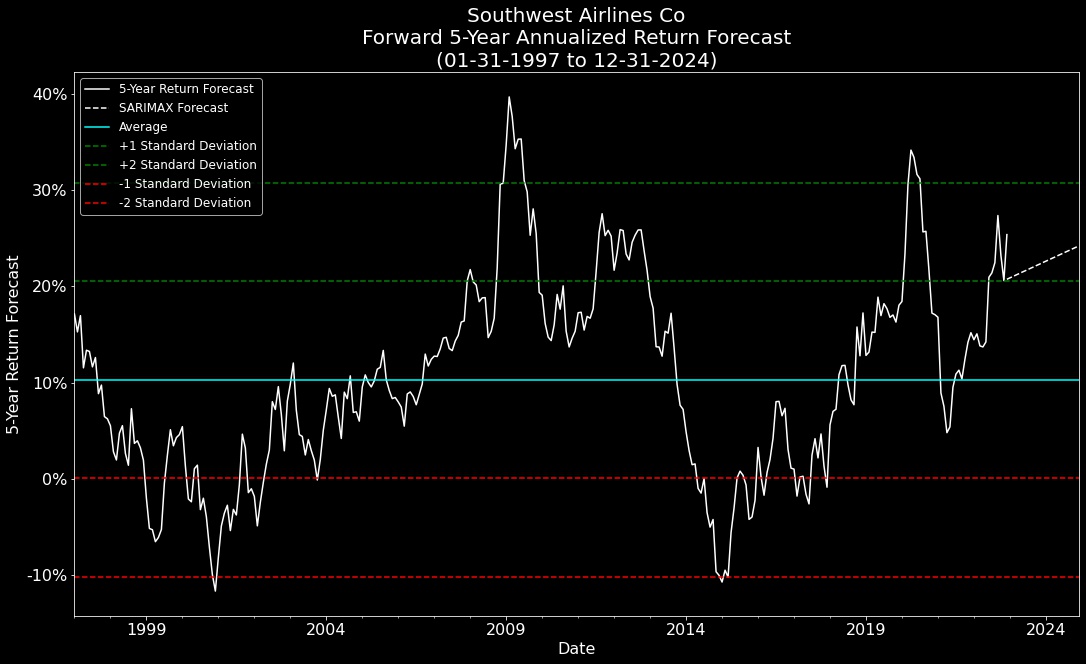 Southwest Airlines Co
Forward 5-Year Annualized Return Forecast
(01-31-1997 to 12-31-2024)
5-Year Return Forecast
SARIMAX Forecast
Average
+1 Standard Deviation
+2 Standard Deviation
-1 Standard Deviation
-2 Standard Deviation
5-Year Return Forecast
40%
30%
20%
10%
0%
-10%
1999
2004
2009
2014
2019
2024
Date